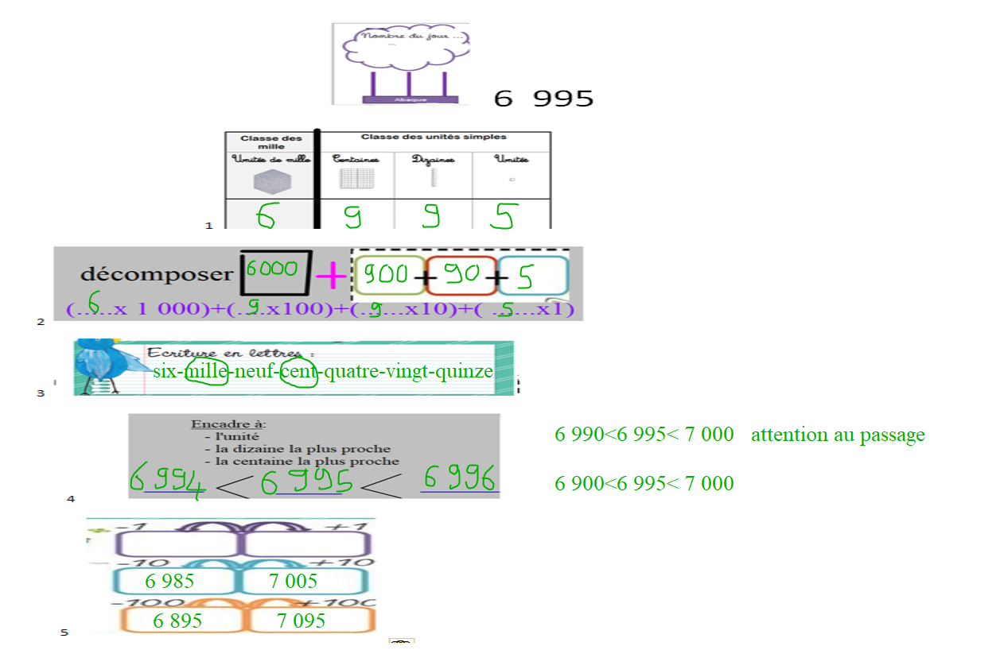 Nombre du jour ...
Abaque
6 995
Classe des mille
Classe des unités simples
Unités de mille
Centaines
Dizaines
Unités
1
6 9 9 5
décomposer 6000 + 900 + 90 + 5
(..6...x 1 000)+(..9..x100)+(..9....x10)+( ..5....x1)
2
Ecriture en lettres :
six-mille-neuf-cent-quatre-vingt-quinze
3
Encadre à:
- l'unité
- la dizaine la plus proche
- la centaine la plus proche
6 994 < 6 995 < 6 996
4
6 990<6 995< 7 000 attention au passage
6 900<6 995< 7 000
-1 +1
-10 +10
6 985 7 005
-100 +100
6 895 7 095
5